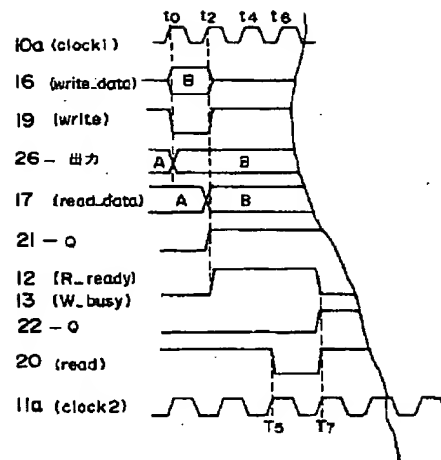 t0 t2 t4 t6
10a (clock1)
16 (write_data) B
19 (write)
26 - 出力 A B
17 (read_data) A B
21 - Q
12 (R_ready)
13 (W_busy)
22 - Q
20 (read)
11a (clock2)
T5 T7